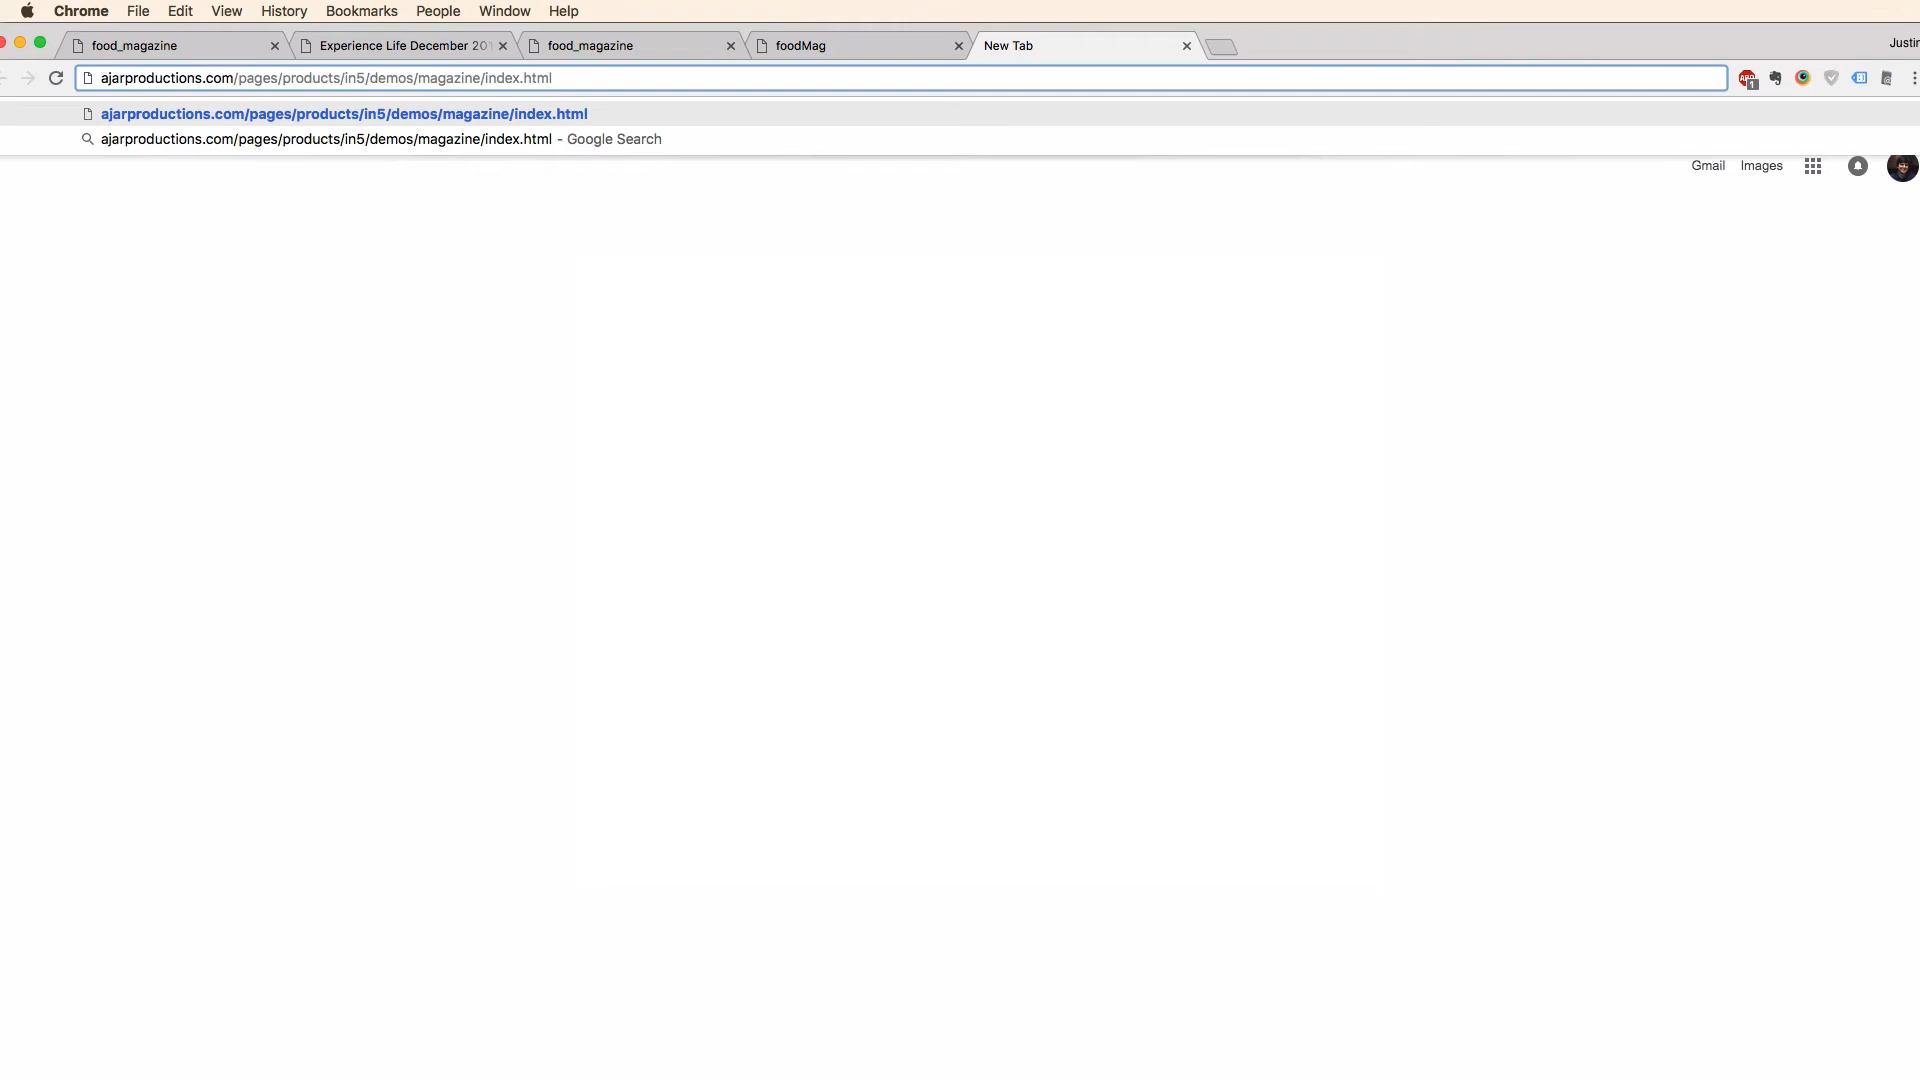 Chrome File Edit View History Bookmarks People Window Help
food_magazine Experience Life December 20 food_magazine foodMag New Tab Justin
ajarproductions.com/pages/products/in5/demos/magazine/index.html 1
ajarproductions.com/pages/products/in5/demos/magazine/index.html
ajarproductions.com/pages/products/in5/demos/magazine/index.html - Google Search
Gmail Images